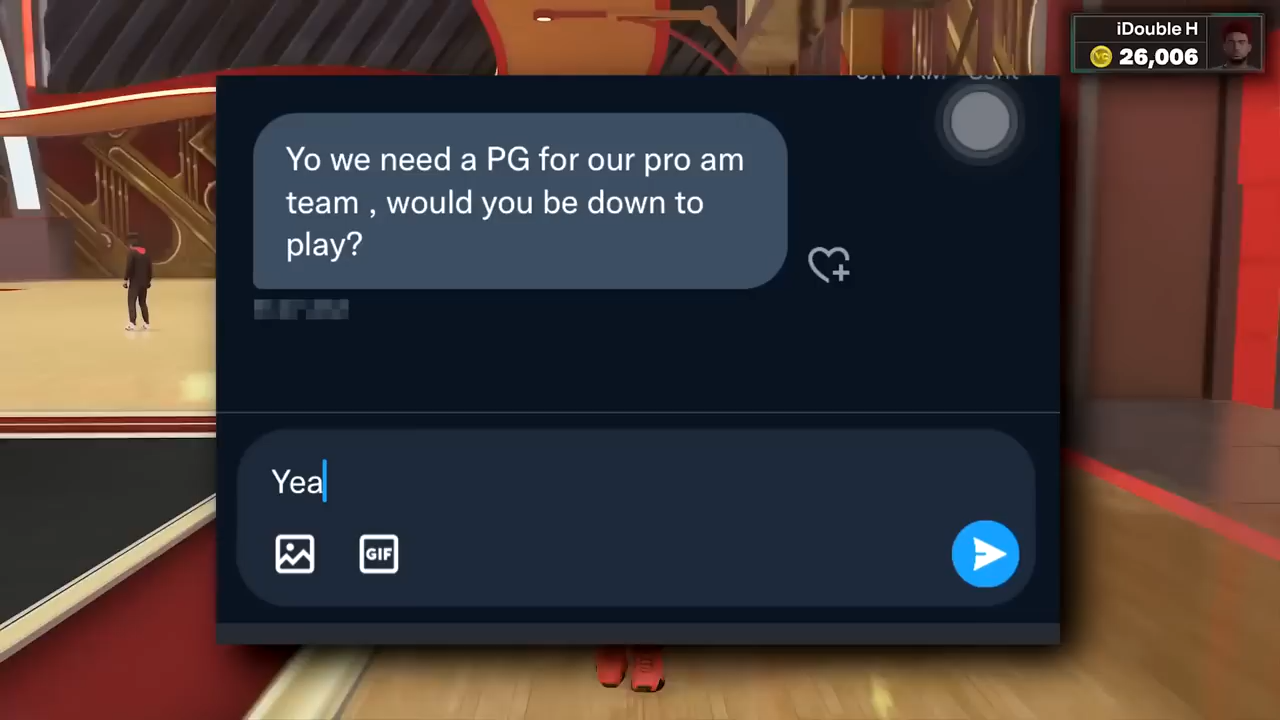 iDouble H
VC 26,006
Yo we need a PG for our pro am
team , would you be down to
play?
Yea
GIF